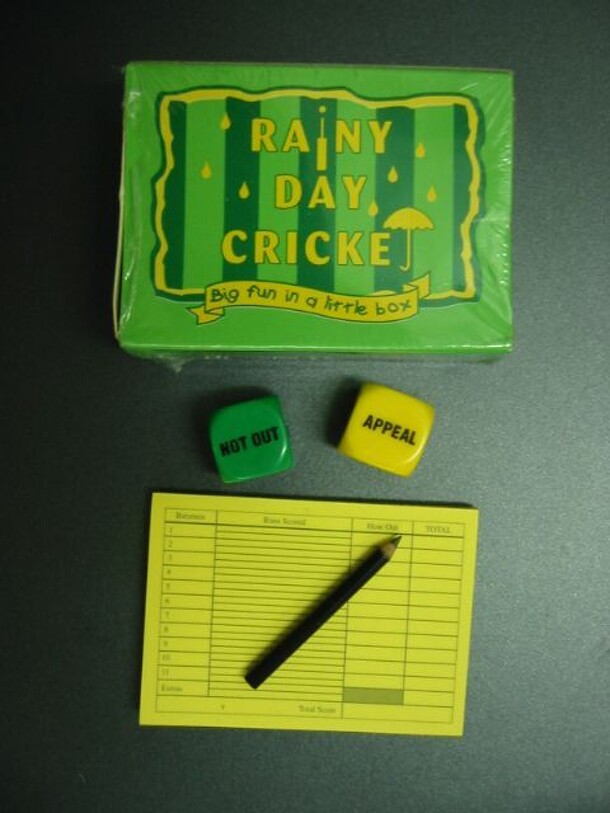 RAINY
DAY
CRICKET
Big fun in a little box
NOT OUT
APPEAL
Batsmen Runs Scored How Out TOTAL
1
2
3
4
5
6
7
8
9
10
11
Extras
Total Score